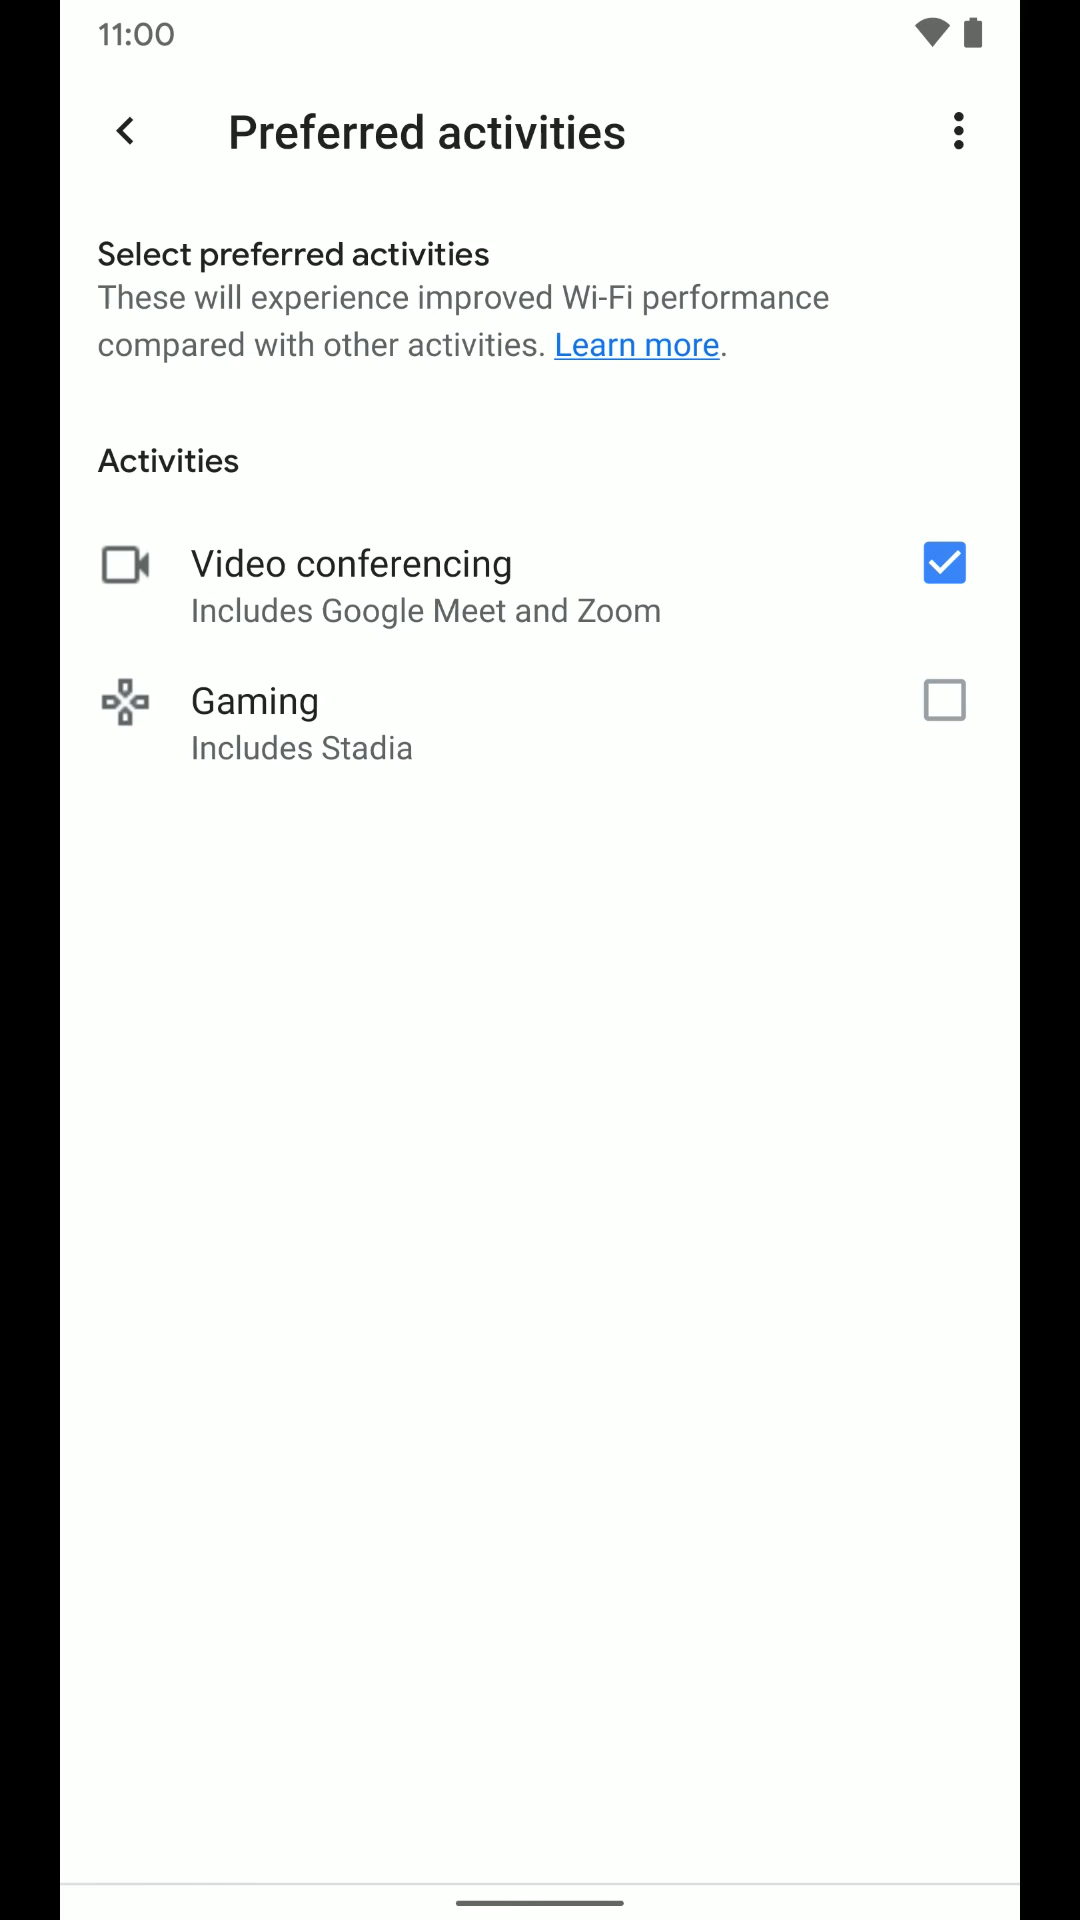 11:00
Preferred activities
Select preferred activities
These will experience improved Wi-Fi performance
compared with other activities. Learn more.
Activities
Video conferencing
Includes Google Meet and Zoom
Gaming
Includes Stadia